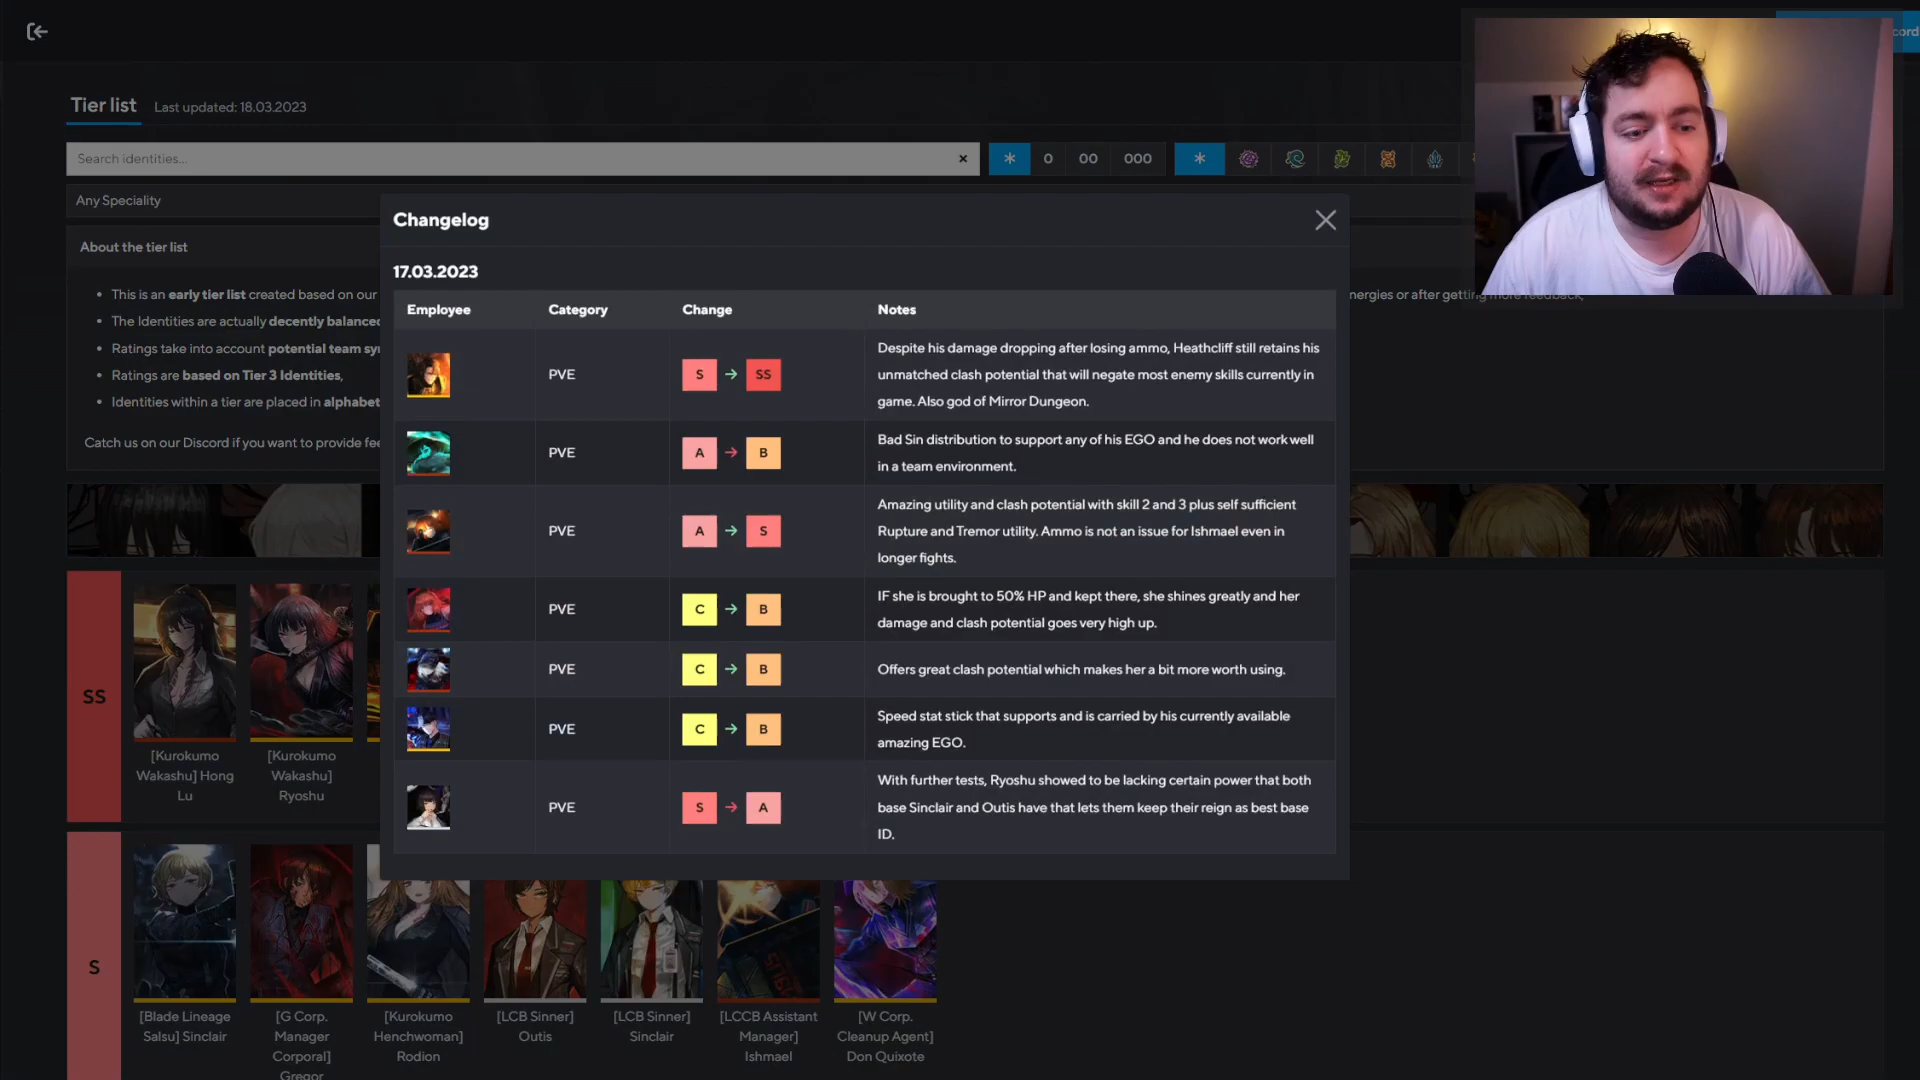 cord
Tier list
Last updated: 18.03.2023
Search identities...
×
0
00
000
Any Speciality
About the tier list
This is an early tier list created based on our
nergies or after getting more feedback,
The Identities are actually decently balanced
Ratings take into account potential team syn
Ratings are based on Tier 3 Identities,
Identities within a tier are placed in alphabet
Catch us on our Discord if you want to provide fee
Changelog
17.03.2023
Employee Category Change Notes
PVE S → SS
Despite his damage dropping after losing ammo, Heathcliff still retains his
unmatched clash potential that will negate most enemy skills currently in
game. Also god of Mirror Dungeon.
PVE A → B
Bad Sin distribution to support any of his EGO and he does not work well
in a team environment.
PVE A → S
Amazing utility and clash potential with skill 2 and 3 plus self sufficient
Rupture and Tremor utility. Ammo is not an issue for Ishmael even in
longer fights.
PVE C → B
IF she is brought to 50% HP and kept there, she shines greatly and her
damage and clash potential goes very high up.
PVE C → B
Offers great clash potential which makes her a bit more worth using.
PVE C → B
Speed stat stick that supports and is carried by his currently available
amazing EGO.
PVE S → A
With further tests, Ryoshu showed to be lacking certain power that both
base Sinclair and Outis have that lets them keep their reign as best base
ID.
SS
[Kurokumo
Wakashu] Hong
Lu
[Kurokumo
Wakashu]
Ryoshu
S
[Blade Lineage
Salsu] Sinclair
[G Corp.
Manager
Corporal]
Gregor
[Kurokumo
Henchwoman]
Rodion
[LCB Sinner]
Outis
[LCB Sinner]
Sinclair
[LCCB Assistant
Manager]
Ishmael
[W Corp.
Cleanup Agent]
Don Quixote